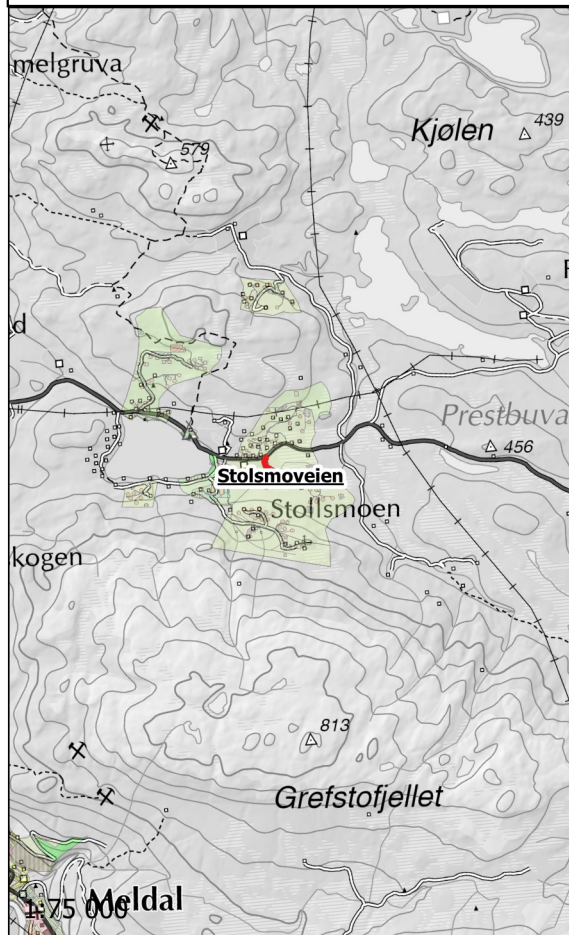 melgruva
439
Kjølen
579
F
d
Prestbuva
456
Stolsmoveien
Stollsmoen
kogen
813
Grefstofjellet
Meldal
1:75 000